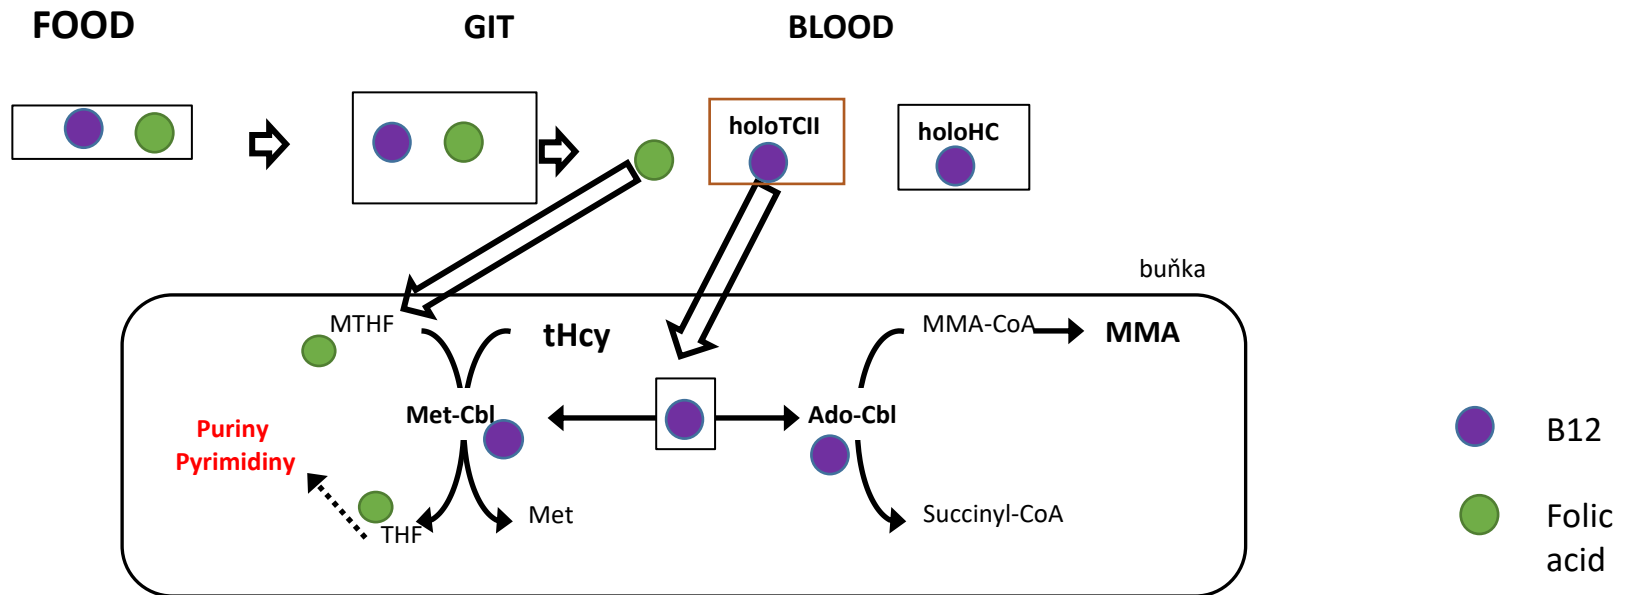 FOOD
GIT
BLOOD
holoTCII
holoHC
buňka
MTHF
tHcy
MMA-CoA
MMA
Met-Cbl
Ado-Cbl
Puriny
Pyrimidiny
THF
Met
Succinyl-CoA
B12
Folic
acid